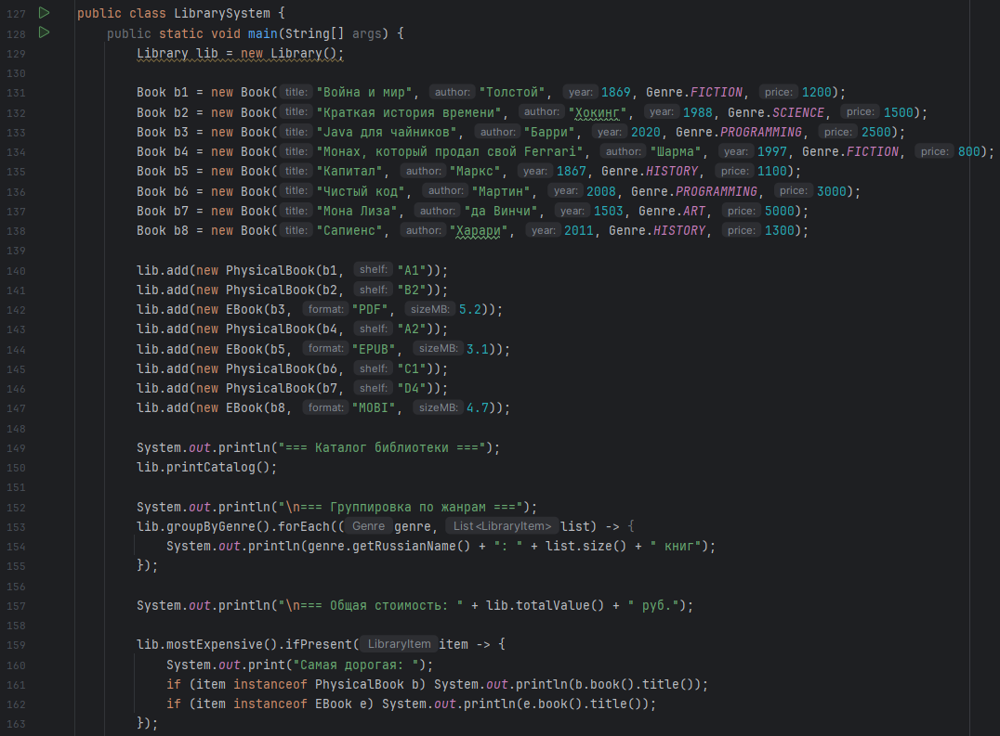 127 public class LibrarySystem {
128 public static void main(String[] args) {
129 Library lib = new Library();
130
131 Book b1 = new Book( title: "Война и мир", author: "Толстой", year: 1869, Genre.FICTION, price: 1200);
132 Book b2 = new Book( title: "Краткая история времени", author: "Хокинг", year: 1988, Genre.SCIENCE, price: 1500);
133 Book b3 = new Book( title: "Java для чайников", author: "Барри", year: 2020, Genre.PROGRAMMING, price: 2500);
134 Book b4 = new Book( title: "Монах, который продал свой Ferrari", author: "Шарма", year: 1997, Genre.FICTION, price: 800);
135 Book b5 = new Book( title: "Капитал", author: "Маркс", year: 1867, Genre.HISTORY, price: 1100);
136 Book b6 = new Book( title: "Чистый код", author: "Мартин", year: 2008, Genre.PROGRAMMING, price: 3000);
137 Book b7 = new Book( title: "Мона Лиза", author: "да Винчи", year: 1503, Genre.ART, price: 5000);
138 Book b8 = new Book( title: "Сапиенс", author: "Харари", year: 2011, Genre.HISTORY, price: 1300);
139
140 lib.add(new PhysicalBook(b1, shelf: "A1"));
141 lib.add(new PhysicalBook(b2, shelf: "B2"));
142 lib.add(new EBook(b3, format: "PDF", sizeMB: 5.2));
143 lib.add(new PhysicalBook(b4, shelf: "A2"));
144 lib.add(new EBook(b5, format: "EPUB", sizeMB: 3.1));
145 lib.add(new PhysicalBook(b6, shelf: "C1"));
146 lib.add(new PhysicalBook(b7, shelf: "D4"));
147 lib.add(new EBook(b8, format: "MOBI", sizeMB: 4.7));
148
149 System.out.println("=== Каталог библиотеки ===");
150 lib.printCatalog();
151
152 System.out.println("\n=== Группировка по жанрам ===");
153 lib.groupByGenre().forEach(( Genre genre, List<LibraryItem> list) -> {
154 System.out.println(genre.getRussianName() + ": " + list.size() + " книг");
155 });
156
157 System.out.println("\n=== Общая стоимость: " + lib.totalValue() + " руб.");
158
159 lib.mostExpensive().ifPresent( LibraryItem item -> {
160 System.out.print("Самая дорогая: ");
161 if (item instanceof PhysicalBook b) System.out.println(b.book().title());
162 if (item instanceof EBook e) System.out.println(e.book().title());
163 });